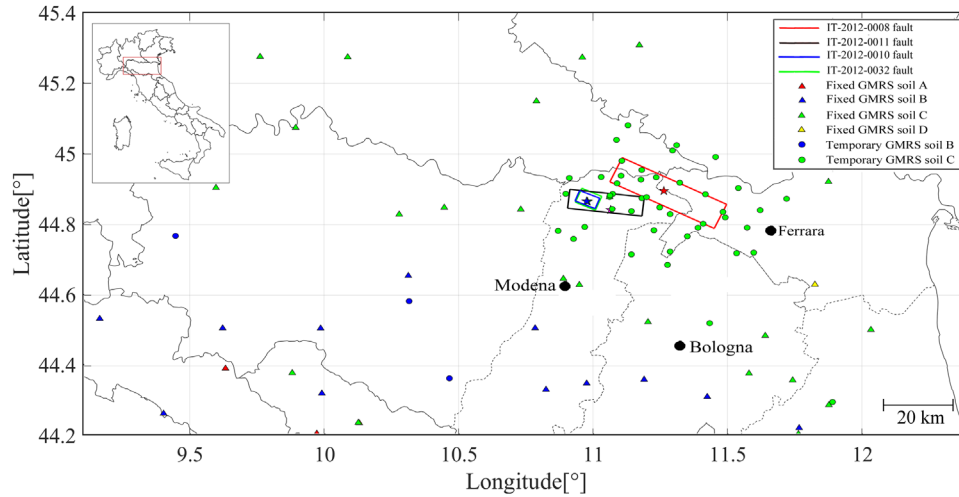 45.4
45.2
45
44.8
44.6
44.4
44.2
Latitude[°]
9.5
10
10.5
11
11.5
12
Longitude[°]
IT-2012-0008 fault
IT-2012-0011 fault
IT-2012-0010 fault
IT-2012-0032 fault
Fixed GMRS soil A
Fixed GMRS soil B
Fixed GMRS soil C
Fixed GMRS soil D
Temporary GMRS soil B
Temporary GMRS soil C
Ferrara
Modena
Bologna
20 km